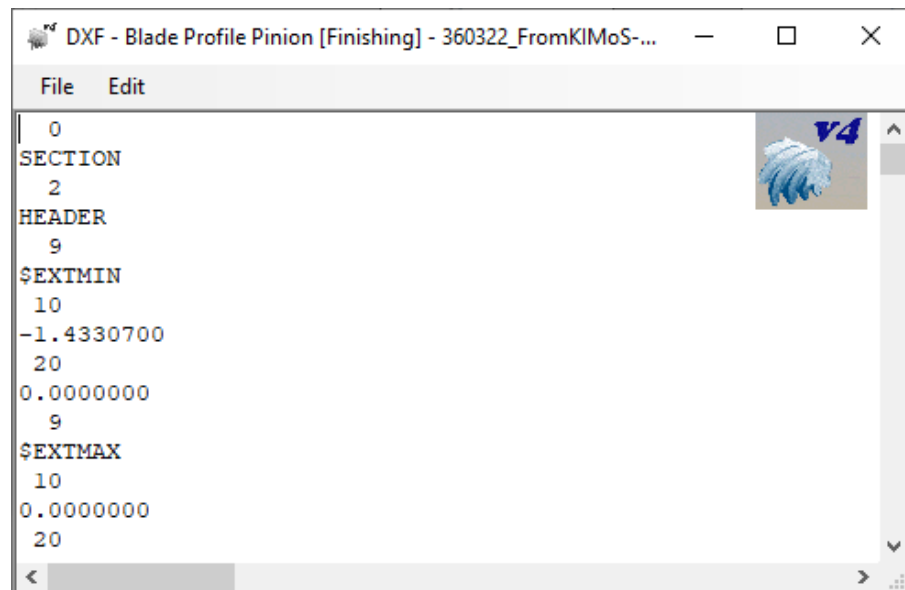 DXF - Blade Profile Pinion [Finishing] - 360322_FromKIMoS-...
File Edit
v4
0
SECTION
2
HEADER
9
$EXTMIN
10
-1.4330700
20
0.0000000
9
$EXTMAX
10
0.0000000
20